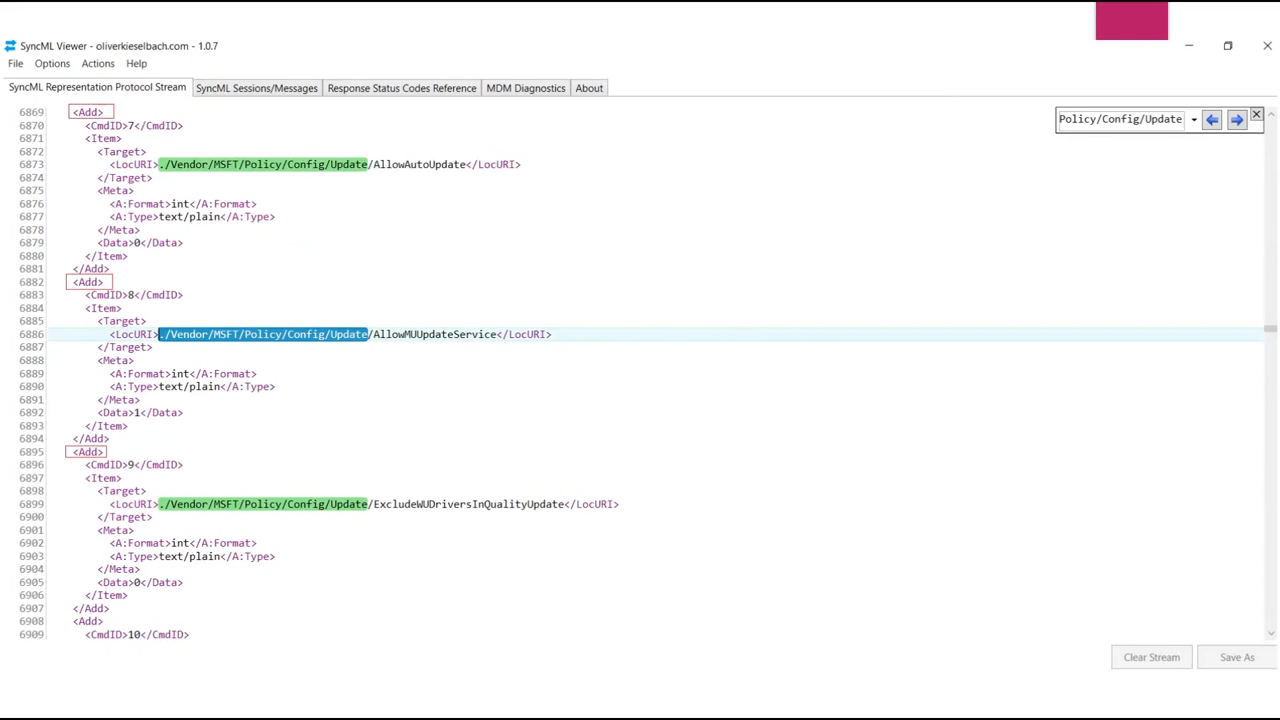 SyncML Viewer - oliverkieselbach.com - 1.0.7
File Options Actions Help
SyncML Representation Protocol Stream SyncML Sessions/Messages Response Status Codes Reference MDM Diagnostics About
Policy/Config/Update
6869 <Add>
6870 <CmdID>7</CmdID>
6871 <Item>
6872 <Target>
6873 <LocURI>./Vendor/MSFT/Policy/Config/Update/AllowAutoUpdate</LocURI>
6874 </Target>
6875 <Meta>
6876 <A:Format>int</A:Format>
6877 <A:Type>text/plain</A:Type>
6878 </Meta>
6879 <Data>0</Data>
6880 </Item>
6881 </Add>
6882 <Add>
6883 <CmdID>8</CmdID>
6884 <Item>
6885 <Target>
6886 <LocURI>./Vendor/MSFT/Policy/Config/Update/AllowMUUpdateService</LocURI>
6887 </Target>
6888 <Meta>
6889 <A:Format>int</A:Format>
6890 <A:Type>text/plain</A:Type>
6891 </Meta>
6892 <Data>1</Data>
6893 </Item>
6894 </Add>
6895 <Add>
6896 <CmdID>9</CmdID>
6897 <Item>
6898 <Target>
6899 <LocURI>./Vendor/MSFT/Policy/Config/Update/ExcludeWUDriversInQualityUpdate</LocURI>
6900 </Target>
6901 <Meta>
6902 <A:Format>int</A:Format>
6903 <A:Type>text/plain</A:Type>
6904 </Meta>
6905 <Data>0</Data>
6906 </Item>
6907 </Add>
6908 <Add>
6909 <CmdID>10</CmdID>
Clear Stream Save As